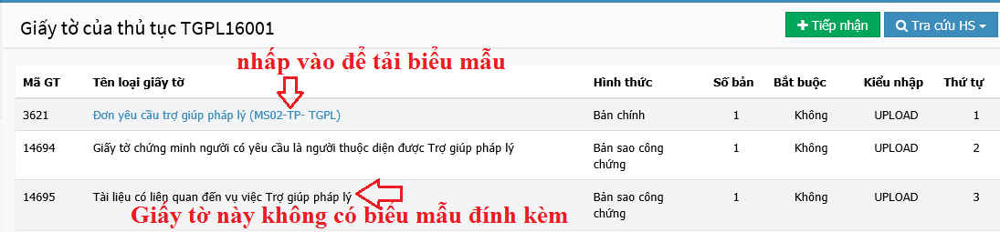 Giấy tờ của thủ tục TGPL16001
Tiếp nhận
Tra cứu HS
nhấp vào để tải biểu mẫu
Mã GT Tên loại giấy tờ Hình thức Số bản Bắt buộc Kiểu nhập Thứ tự
3621 Đơn yêu cầu trợ giúp pháp lý (MS02-TP- TGPL) Bản chính 1 Không UPLOAD 1
14694 Giấy tờ chứng minh người có yêu cầu là người thuộc diện được Trợ giúp pháp lý Bản sao công 1 Không UPLOAD 2
chứng
14695 Tài liệu có liên quan đến vụ việc Trợ giúp pháp lý Bản sao công 1 Không UPLOAD 3
chứng
Giấy tờ này không có biểu mẫu đính kèm